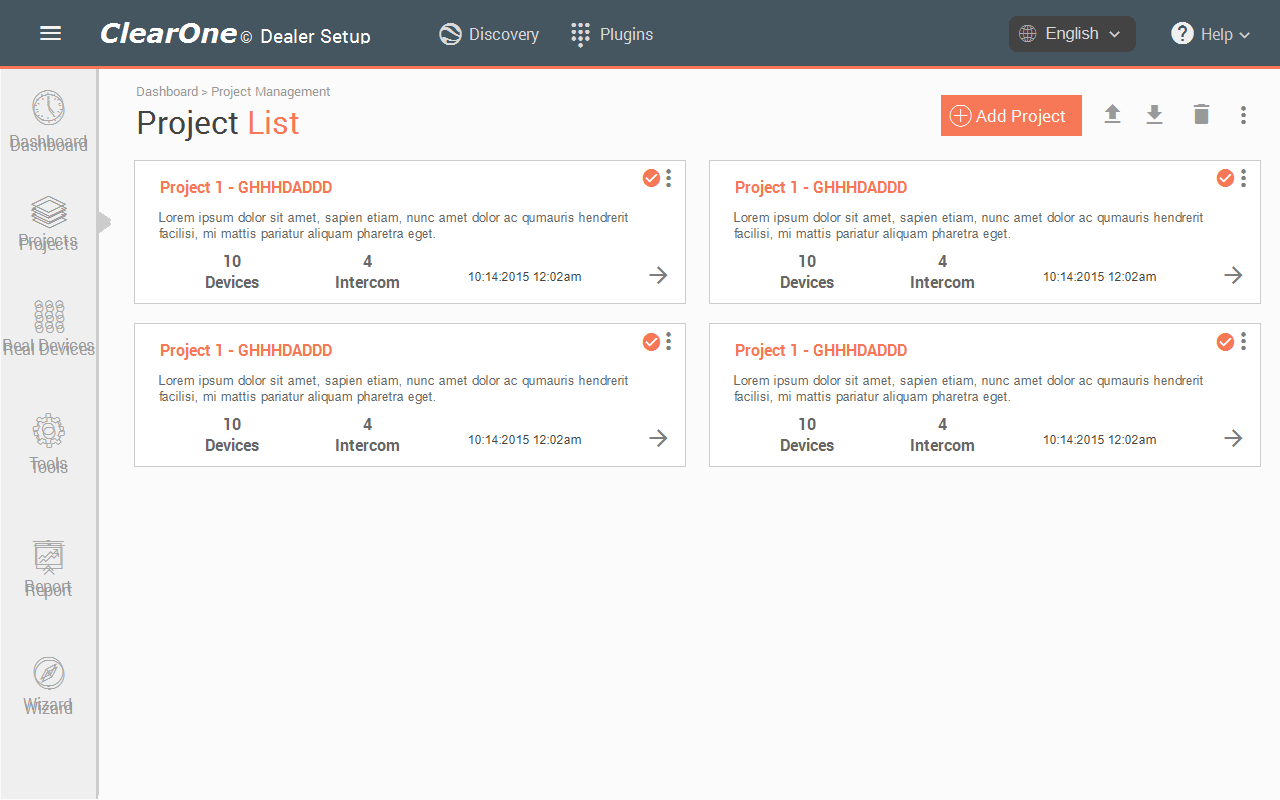 ClearOne© Dealer Setup
Discovery
Plugins
English
Help
Dashboard
Projects
Real Devices
Tools
Report
Wizard
Dashboard > Project Management
Project List
Add Project
Project 1 - GHHHDADDD
Lorem ipsum dolor sit amet, sapien etiam, nunc amet dolor ac qumauris hendrerit
facilisi, mi mattis pariatur aliquam pharetra eget.
10 Devices
4 Intercom
10:14:2015 12:02am
Project 1 - GHHHDADDD
Lorem ipsum dolor sit amet, sapien etiam, nunc amet dolor ac qumauris hendrerit
facilisi, mi mattis pariatur aliquam pharetra eget.
10 Devices
4 Intercom
10:14:2015 12:02am
Project 1 - GHHHDADDD
Lorem ipsum dolor sit amet, sapien etiam, nunc amet dolor ac qumauris hendrerit
facilisi, mi mattis pariatur aliquam pharetra eget.
10 Devices
4 Intercom
10:14:2015 12:02am
Project 1 - GHHHDADDD
Lorem ipsum dolor sit amet, sapien etiam, nunc amet dolor ac qumauris hendrerit
facilisi, mi mattis pariatur aliquam pharetra eget.
10 Devices
4 Intercom
10:14:2015 12:02am